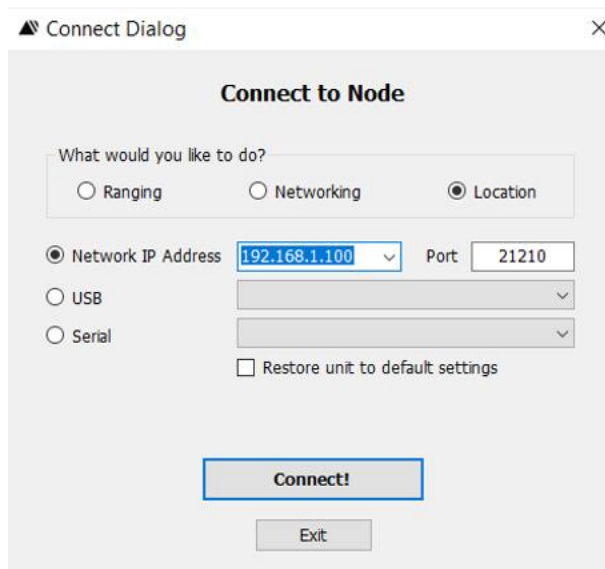 Connect Dialog
Connect to Node
What would you like to do?
Ranging Networking Location
Network IP Address 192.168.1.100 Port 21210
USB
Serial
Restore unit to default settings
Connect!
Exit